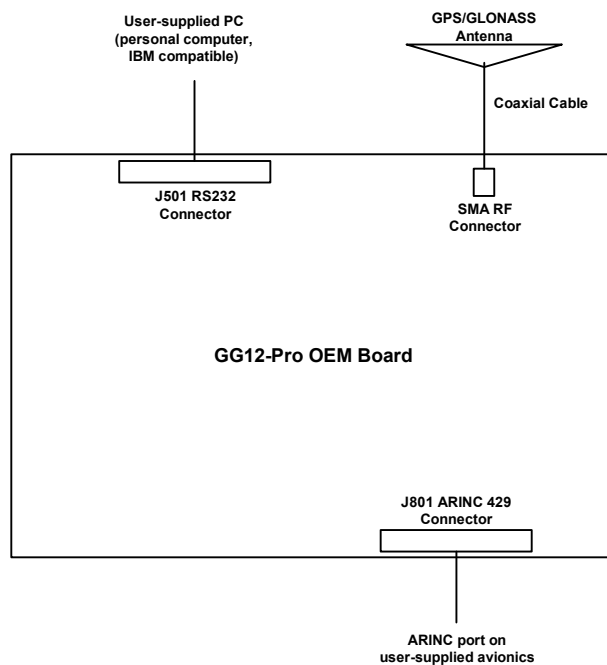 User-supplied PC
(personal computer,
IBM compatible)
GPS/GLONASS
Antenna
Coaxial Cable
J501 RS232
Connector
SMA RF
Connector
GG12-Pro OEM Board
J801 ARINC 429
Connector
ARINC port on
user-supplied avionics